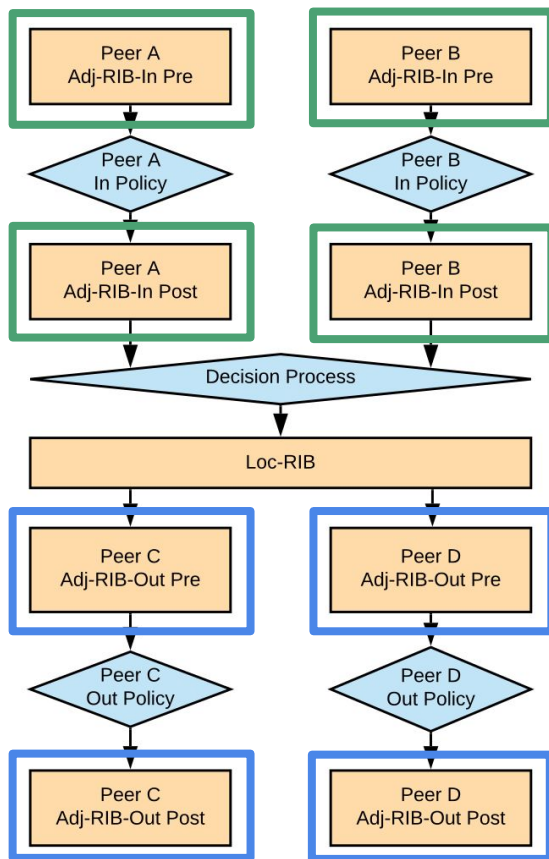 Peer A
Adj-RIB-In Pre
Peer B
Adj-RIB-In Pre
Peer A
In Policy
Peer B
In Policy
Peer A
Adj-RIB-In Post
Peer B
Adj-RIB-In Post
Decision Process
Loc-RIB
Peer C
Adj-RIB-Out Pre
Peer D
Adj-RIB-Out Pre
Peer C
Out Policy
Peer D
Out Policy
Peer C
Adj-RIB-Out Post
Peer D
Adj-RIB-Out Post